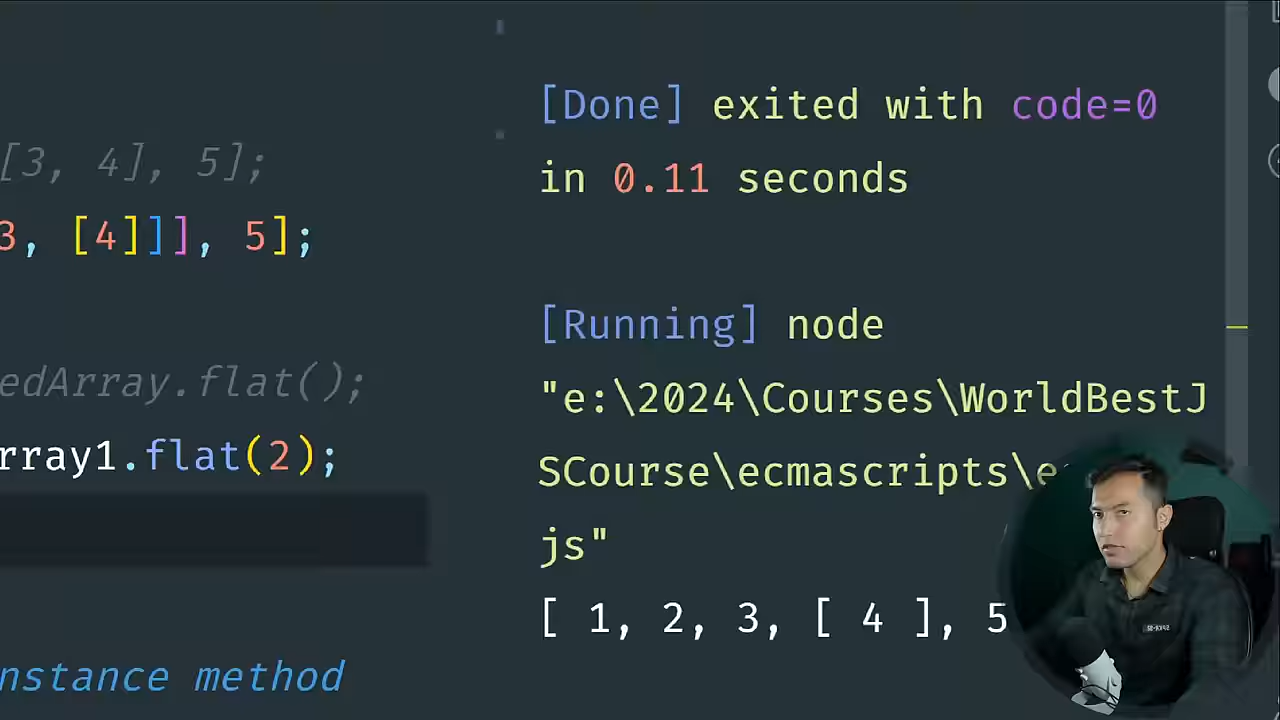 [3, 4], 5];
3, [4]]], 5];
edArray.flat();
rray1.flat(2);
nstance method
[Done] exited with code=0
in 0.11 seconds
[Running] node
"e:\2024\Courses\WorldBestJ
SCourse\ecmascripts\e
js"
[ 1, 2, 3, [ 4 ], 5